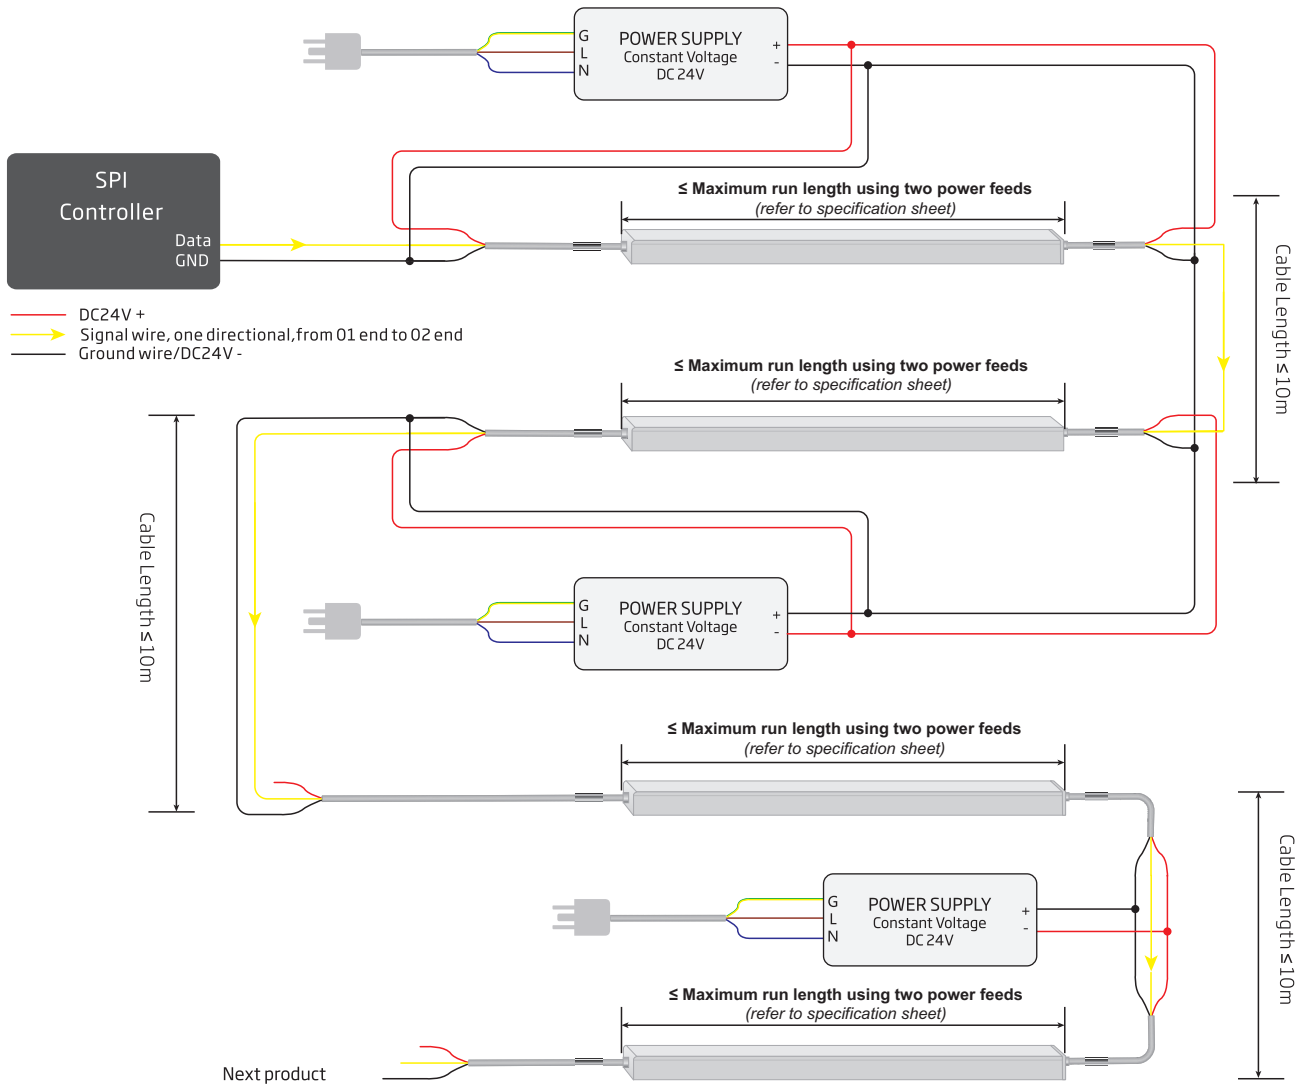 G
L
N
POWER SUPPLY
Constant Voltage
DC 24V
+
-
SPI
Controller
Data
GND
≤ Maximum run length using two power feeds
(refer to specification sheet)
Cable Length ≤ 10m
DC24V +
Signal wire, one directional,from 01 end to 02 end
Ground wire/DC24V -
≤ Maximum run length using two power feeds
(refer to specification sheet)
Cable Length ≤ 10m
G
L
N
POWER SUPPLY
Constant Voltage
DC 24V
+
-
≤ Maximum run length using two power feeds
(refer to specification sheet)
Cable Length ≤ 10m
G
L
N
POWER SUPPLY
Constant Voltage
DC 24V
+
-
≤ Maximum run length using two power feeds
(refer to specification sheet)
Next product